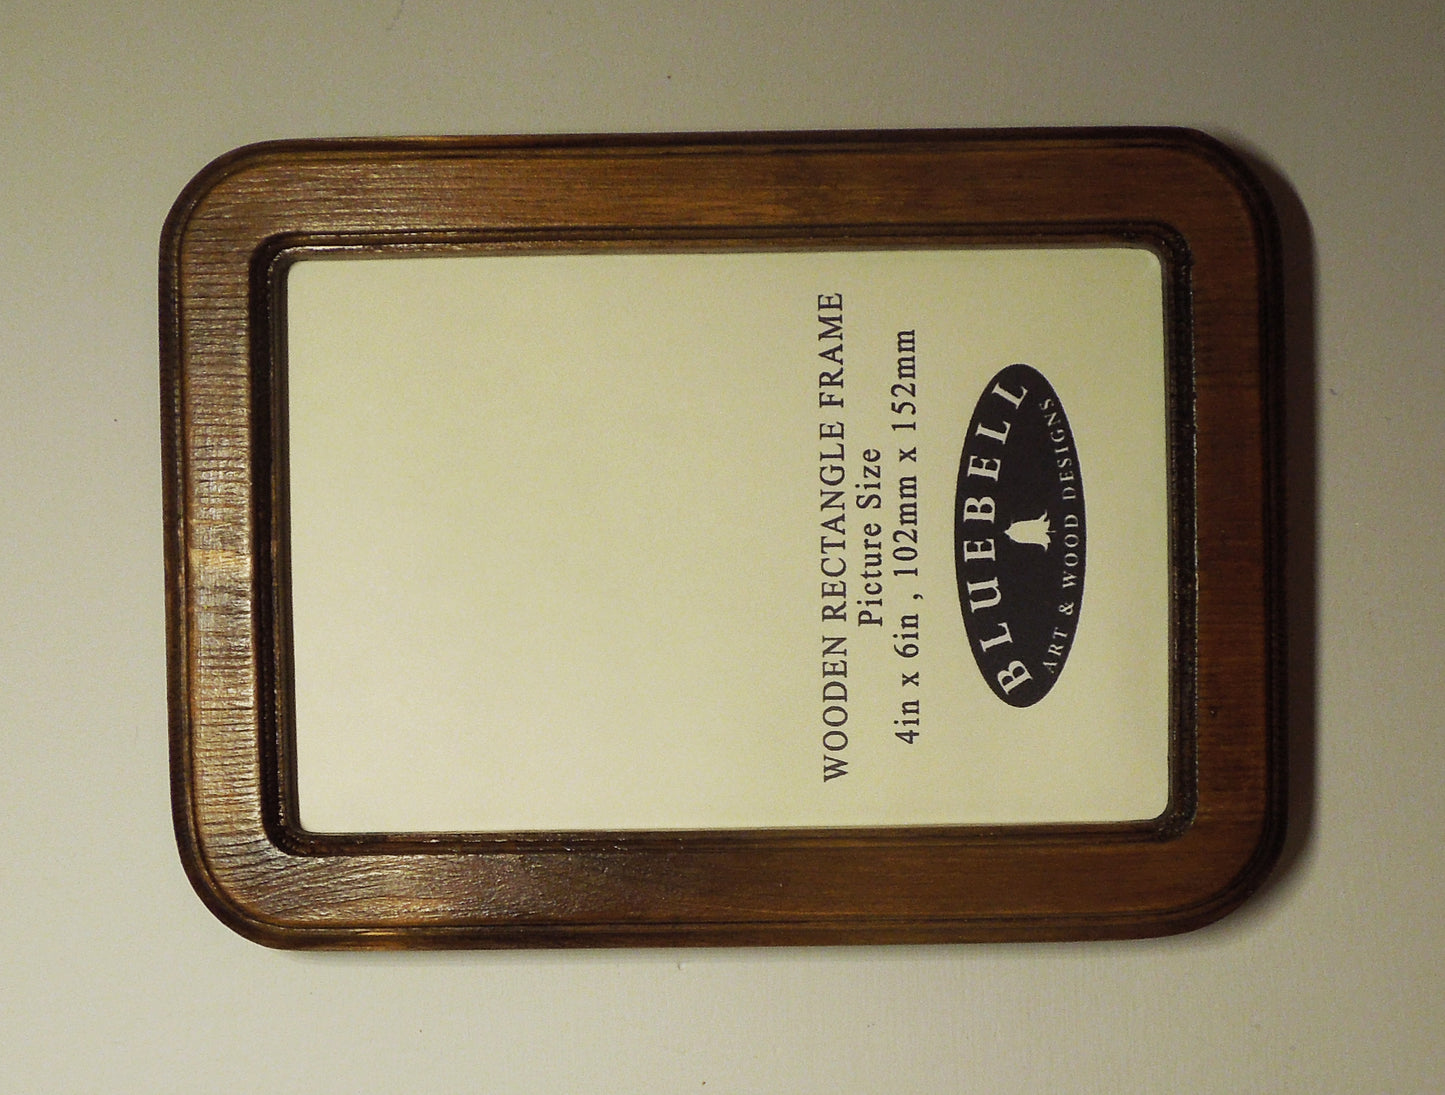 WOODEN RECTANGLE FRAME
Picture Size
4in x 6in , 102mm x 152mm
BLUEBELL
ART & WOOD DESIGNS